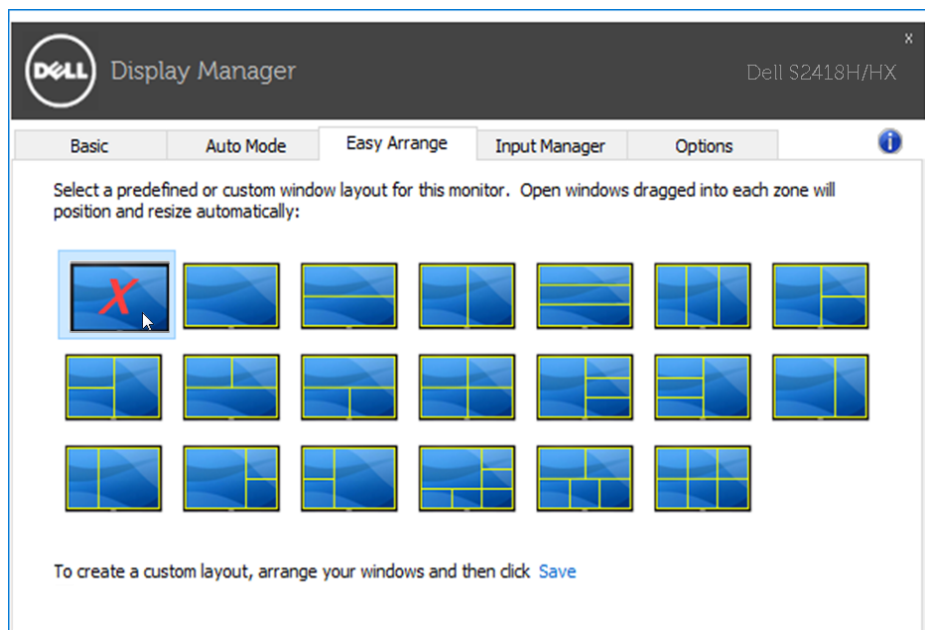 x
DELL
Display Manager
Dell S2418H/HX
Basic
Auto Mode
Easy Arrange
Input Manager
Options
i
Select a predefined or custom window layout for this monitor. Open windows dragged into each zone will
position and resize automatically:
X
To create a custom layout, arrange your windows and then click Save